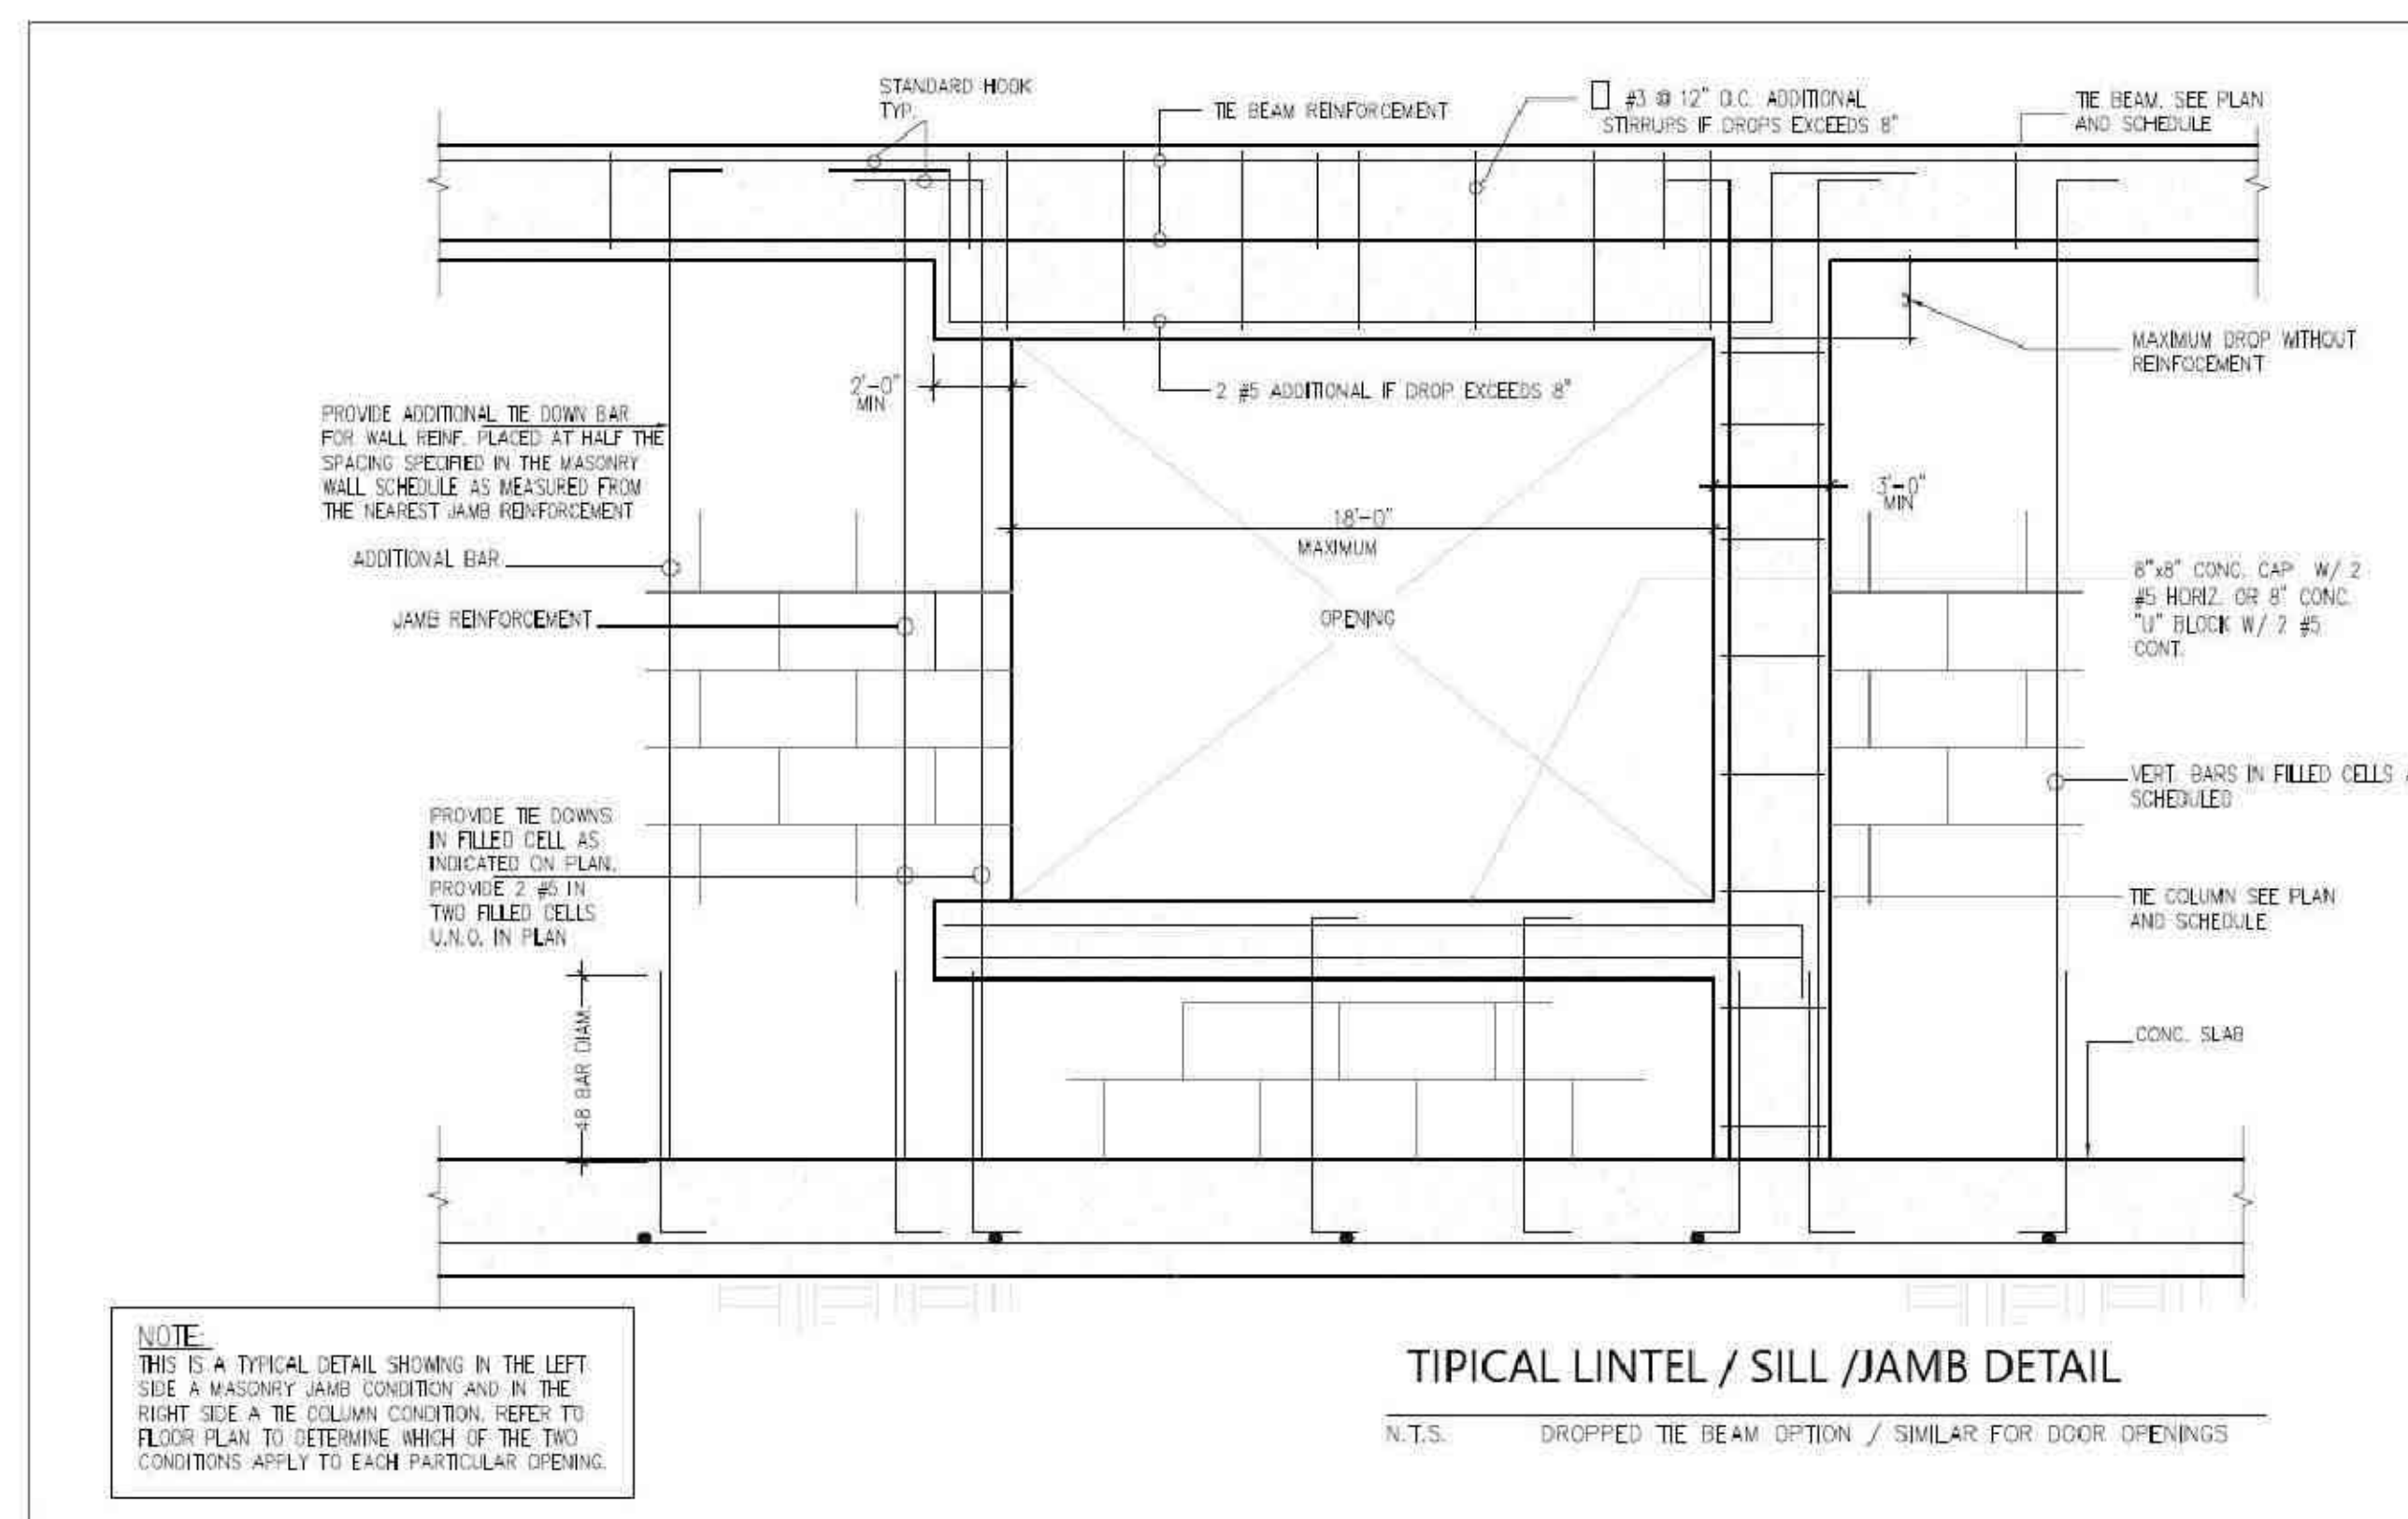 STANDARD HOOK
TYP.
TIE BEAM REINFORCEMENT
#3 @ 12" O.C. ADDITIONAL
STIRRUPS IF DROPS EXCEEDS 8"
TIE BEAM. SEE PLAN
AND SCHEDULE
MAXIMUM DROP WITHOUT
REINFOCEMENT
2'-0"
MIN
2 #5 ADDITIONAL IF DROP EXCEEDS 8"
PROVIDE ADDITIONAL TIE DOWN BAR
FOR WALL REINF. PLACED AT HALF THE
SPACING SPECIFIED IN THE MASONRY
WALL SCHEDULE AS MEASURED FROM
THE NEAREST JAMB REINFORCEMENT
3'-0"
MIN
18'-0"
MAXIMUM
ADDITIONAL BAR
JAMB REINFORCEMENT
OPENING
8"x8" CONC. CAP W/ 2
#5 HORIZ. OR 8" CONC.
"U" BLOCK W/ 2 #5
CONT.
VERT. BARS IN FILLED CELLS
SCHEDULED
PROVIDE TIE DOWNS
IN FILLED CELL AS
INDICATED ON PLAN.
PROVIDE 2 #5 IN
TWO FILLED CELLS
U.N.O. IN PLAN
TIE COLUMN SEE PLAN
AND SCHEDULE
48 BAR DIAM.
CONC. SLAB
NOTE:
THIS IS A TYPICAL DETAIL SHOWING IN THE LEFT
SIDE A MASONRY JAMB CONDITION AND IN THE
RIGHT SIDE A TIE COLUMN CONDITION. REFER TO
FLOOR PLAN TO DETERMINE WHICH OF THE TWO
CONDITIONS APPLY TO EACH PARTICULAR OPENING.
TIPICAL LINTEL / SILL /JAMB DETAIL
N.T.S. DROPPED TIE BEAM OPTION / SIMILAR FOR DOOR OPENINGS